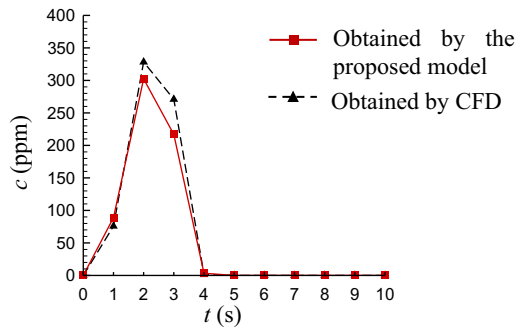 400
350
300
250
200
150
100
50
0
c (ppm)
0 1 2 3 4 5 6 7 8 9 10
t (s)
Obtained by the
proposed model
Obtained by CFD